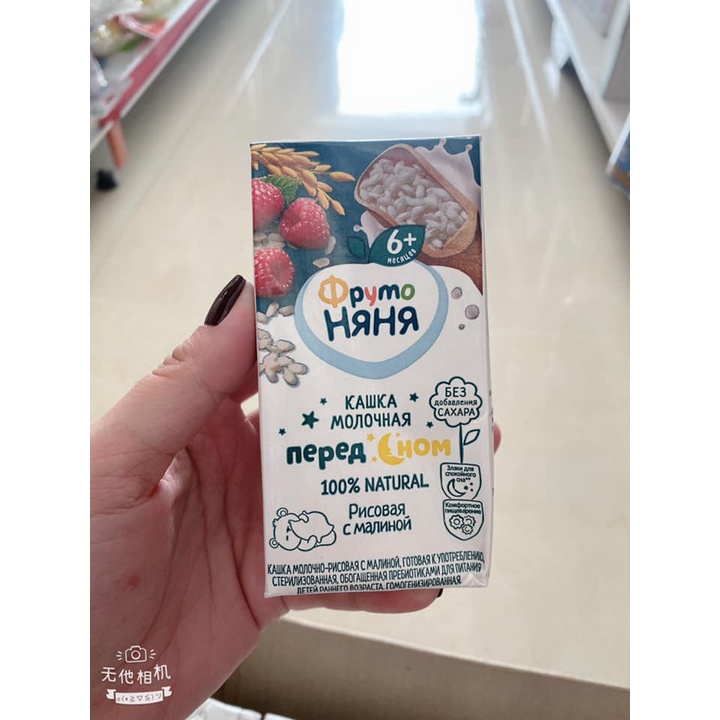 6+
месяцев
Фруто
НЯНЯ
КАШКА
МОЛОЧНАЯ
перед сном
100% NATURAL
Рисовая
с малиной
БЕЗ
добавления
САХАРА
Злаки для
спокойного
сна**
Комфортное
пищеварение
КАШКА МОЛОЧНО-РИСОВАЯ С МАЛИНОЙ, ГОТОВАЯ К УПОТРЕБЛЕНИЮ,
СТЕРИЛИЗОВАННАЯ, ОБОГАЩЕННАЯ ПРЕБИОТИКАМИ ДЛЯ ПИТАНИЯ
ДЕТЕЙ РАННЕГО ВОЗРАСТА. ГОМОГЕНИЗИРОВАННАЯ
无他相机